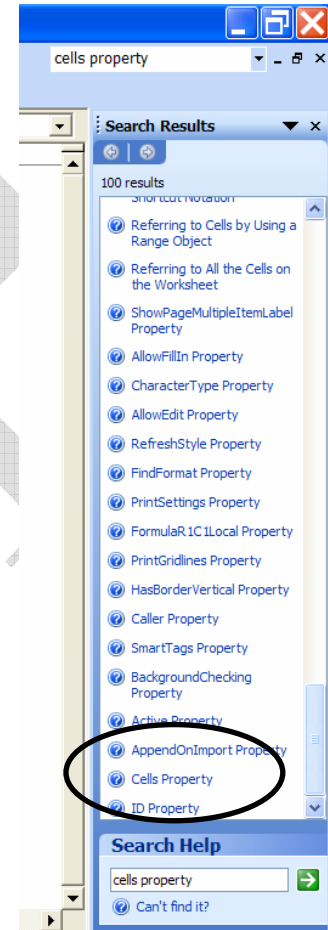 cells property
Search Results
100 results
Shortcut Notation
Referring to Cells by Using a
Range Object
Referring to All the Cells on
the Worksheet
ShowPageMultipleItemLabel
Property
AllowFillIn Property
CharacterType Property
AllowEdit Property
RefreshStyle Property
FindFormat Property
PrintSettings Property
FormulaR1C1Local Property
PrintGridlines Property
HasBorderVertical Property
Caller Property
SmartTags Property
BackgroundChecking
Property
Active Property
AppendOnImport Property
Cells Property
ID Property
Search Help
cells property
Can't find it?